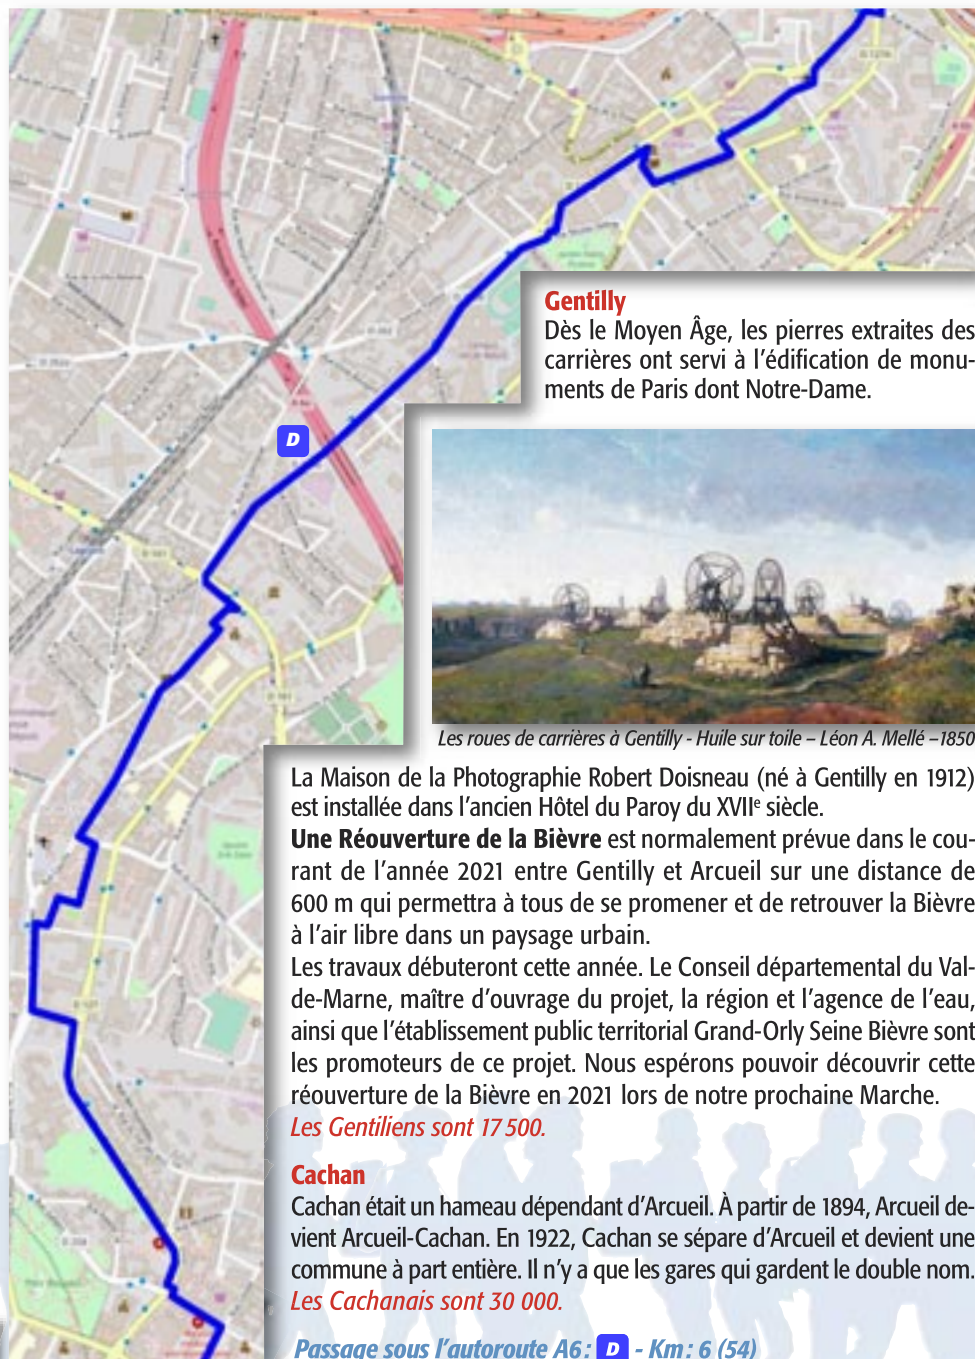 D
Gentilly
Dès le Moyen Âge, les pierres extraites des
carrières ont servi à l'édification de monu-
ments de Paris dont Notre-Dame.
Les roues de carrières à Gentilly - Huile sur toile – Léon A. Mellé –1850
La Maison de la Photographie Robert Doisneau (né à Gentilly en 1912)
est installée dans l'ancien Hôtel du Paroy du XVIIe siècle.
Une Réouverture de la Bièvre est normalement prévue dans le cou-
rant de l'année 2021 entre Gentilly et Arcueil sur une distance de
600 m qui permettra à tous de se promener et de retrouver la Bièvre
à l'air libre dans un paysage urbain.
Les travaux débuteront cette année. Le Conseil départemental du Val-
de-Marne, maître d'ouvrage du projet, la région et l'agence de l'eau,
ainsi que l'établissement public territorial Grand-Orly Seine Bièvre sont
les promoteurs de ce projet. Nous espérons pouvoir découvrir cette
réouverture de la Bièvre en 2021 lors de notre prochaine Marche.
Les Gentiliens sont 17 500.
Cachan
Cachan était un hameau dépendant d'Arcueil. À partir de 1894, Arcueil de-
vient Arcueil-Cachan. En 1922, Cachan se sépare d'Arcueil et devient une
commune à part entière. Il n'y a que les gares qui gardent le double nom.
Les Cachanais sont 30 000.
Passage sous l'autoroute A6 : D - Km : 6 (54)